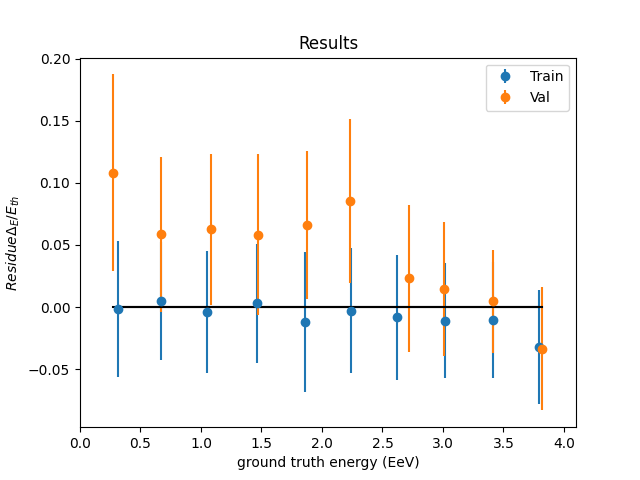 Results
0.20
0.15
0.10
0.05
0.00
−0.05
Residue Δ_E/E_th
0.0 0.5 1.0 1.5 2.0 2.5 3.0 3.5 4.0
ground truth energy (EeV)
Train
Val